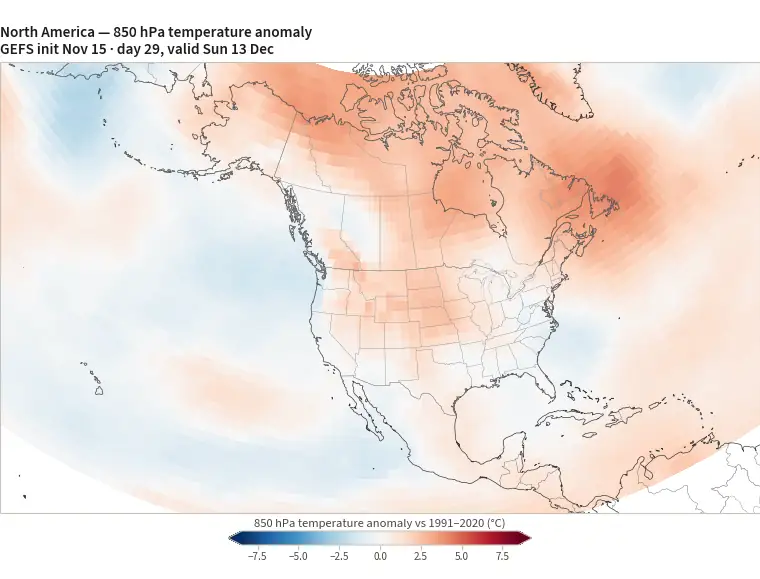 North America — 850 hPa temperature anomaly
GEFS init Nov 15 · day 29, valid Sun 13 Dec
850 hPa temperature anomaly vs 1991–2020 (°C)
−7.5 −5.0 −2.5 0.0 2.5 5.0 7.5